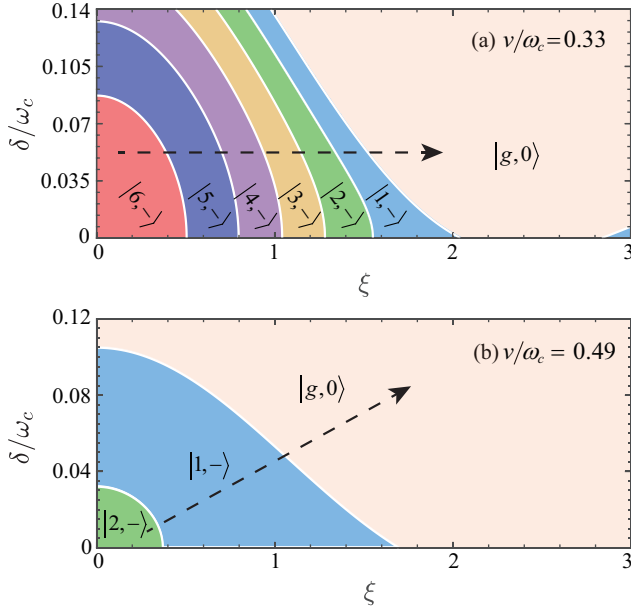 0.14
0.105
0.07
0.035
0
δ/ω_c
(a) ν/ω_c=0.33
|g,0⟩
|6,−⟩
|5,−⟩
|4,−⟩
|3,−⟩
|2,−⟩
|1,−⟩
0 1 2 3
ξ
0.12
0.08
0.04
0
δ/ω_c
(b) ν/ω_c = 0.49
|g,0⟩
|1,−⟩
|2,−⟩
0 1 2 3
ξ